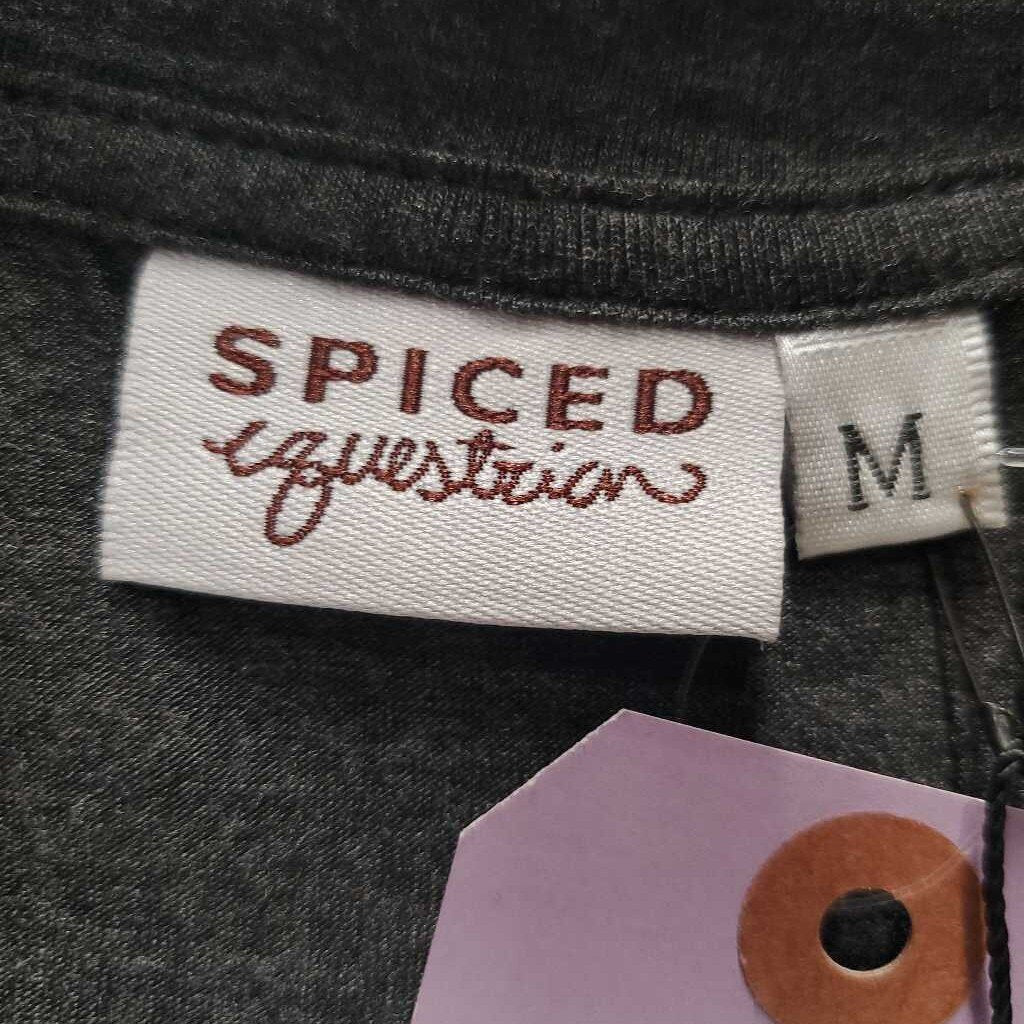 SPICED
equestrian
M